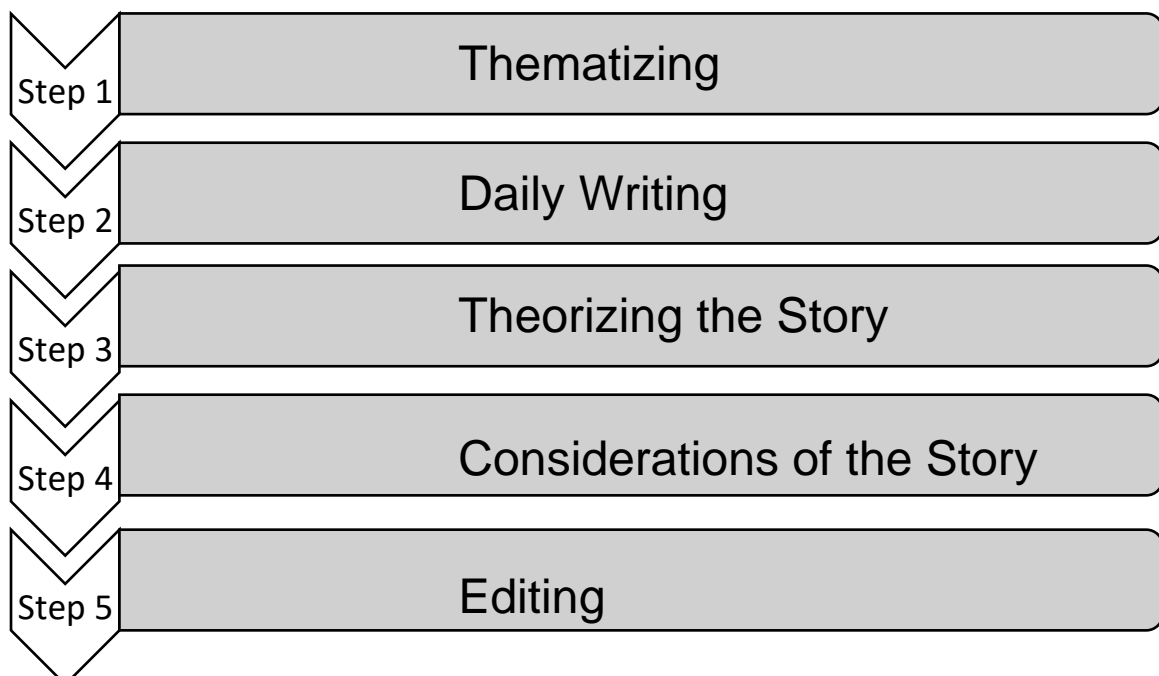 Step 1 Thematizing
Step 2 Daily Writing
Step 3 Theorizing the Story
Step 4 Considerations of the Story
Step 5 Editing